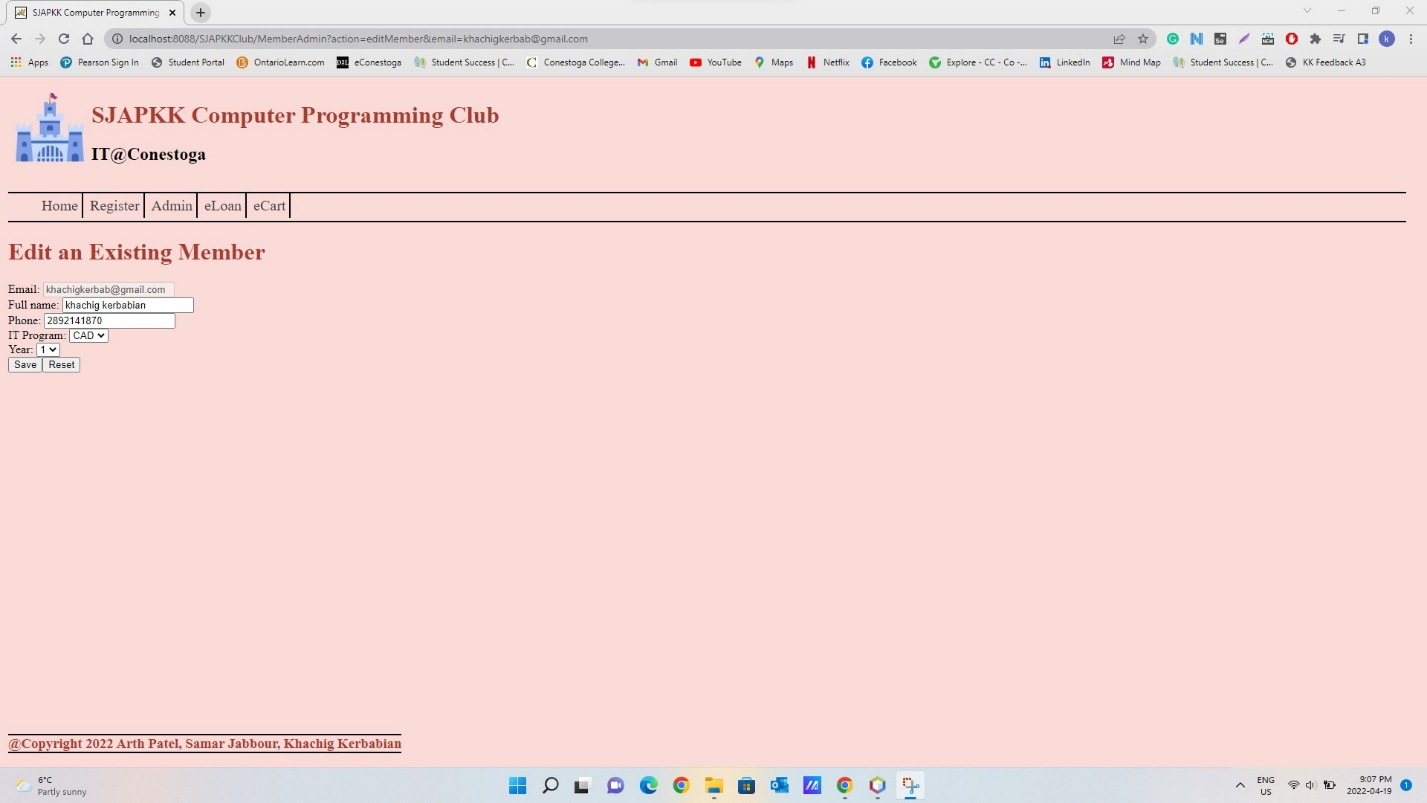 SJAPKK Computer Programming
localhost:8088/SJAPKKClub/MemberAdmin?action=editMember&email=khachigkerbab@gmail.com
Apps Pearson Sign In Student Portal OntarioLearn.com eConestoga Student Success | C... Conestoga College... Gmail YouTube Maps Netflix Facebook Explore - CC - Co -... LinkedIn Mind Map Student Success | C... KK Feedback A3
SJAPKK Computer Programming Club
IT@Conestoga
Home Register Admin eLoan eCart
Edit an Existing Member
Email: khachigkerbab@gmail.com
Full name: khachig kerbabian
Phone: 2892141870
IT Program: CAD
Year: 1
Save Reset
@Copyright 2022 Arth Patel, Samar Jabbour, Khachig Kerbabian
6°C
Partly sunny
ENG
US
9:07 PM
2022-04-19
1